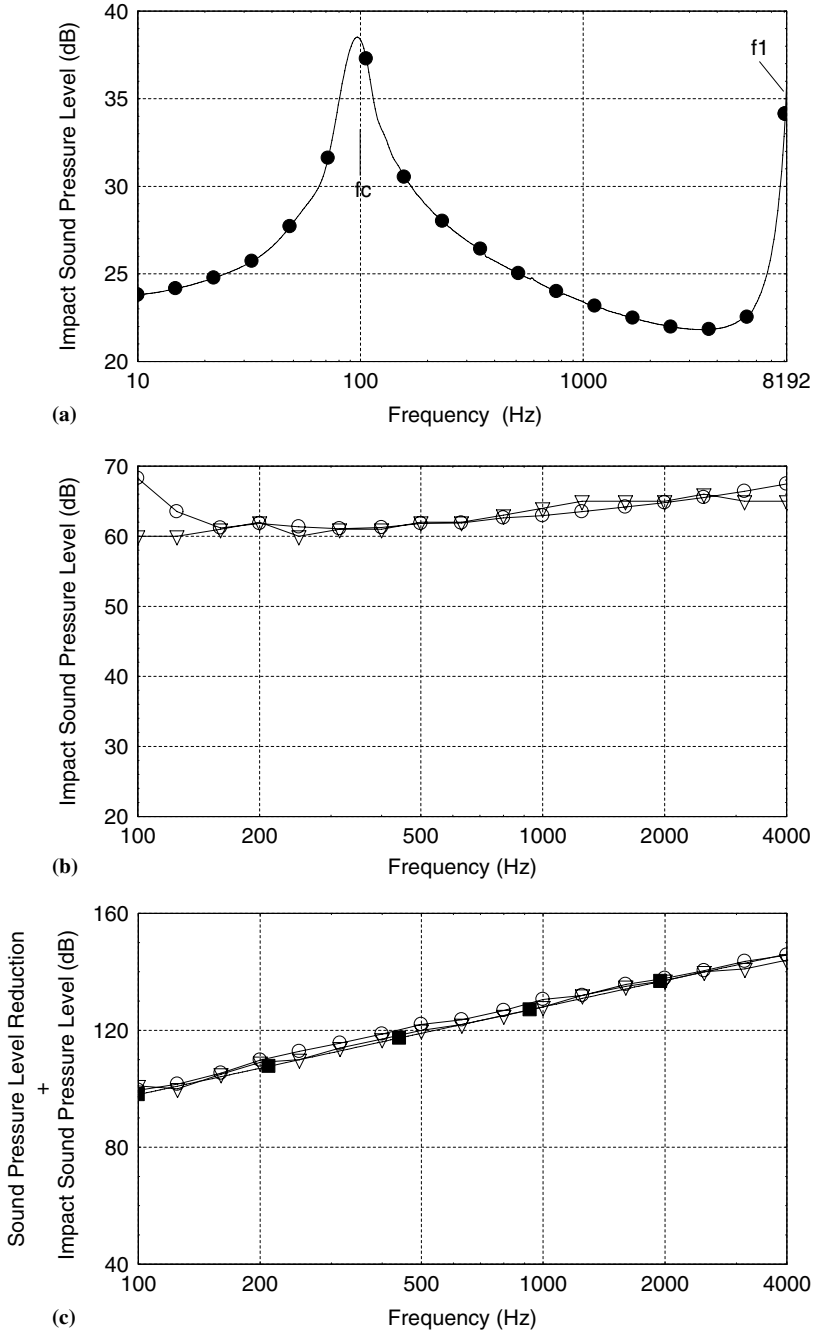 Impact Sound Pressure Level (dB)
40
35
30
25
20
f1
fc
10
100
1000
8192
(a)
Frequency (Hz)
Impact Sound Pressure Level (dB)
70
60
50
40
30
20
100
200
500
1000
2000
4000
(b)
Frequency (Hz)
Sound Pressure Level Reduction
+
Impact Sound Pressure Level (dB)
160
120
80
40
100
200
500
1000
2000
4000
(c)
Frequency (Hz)